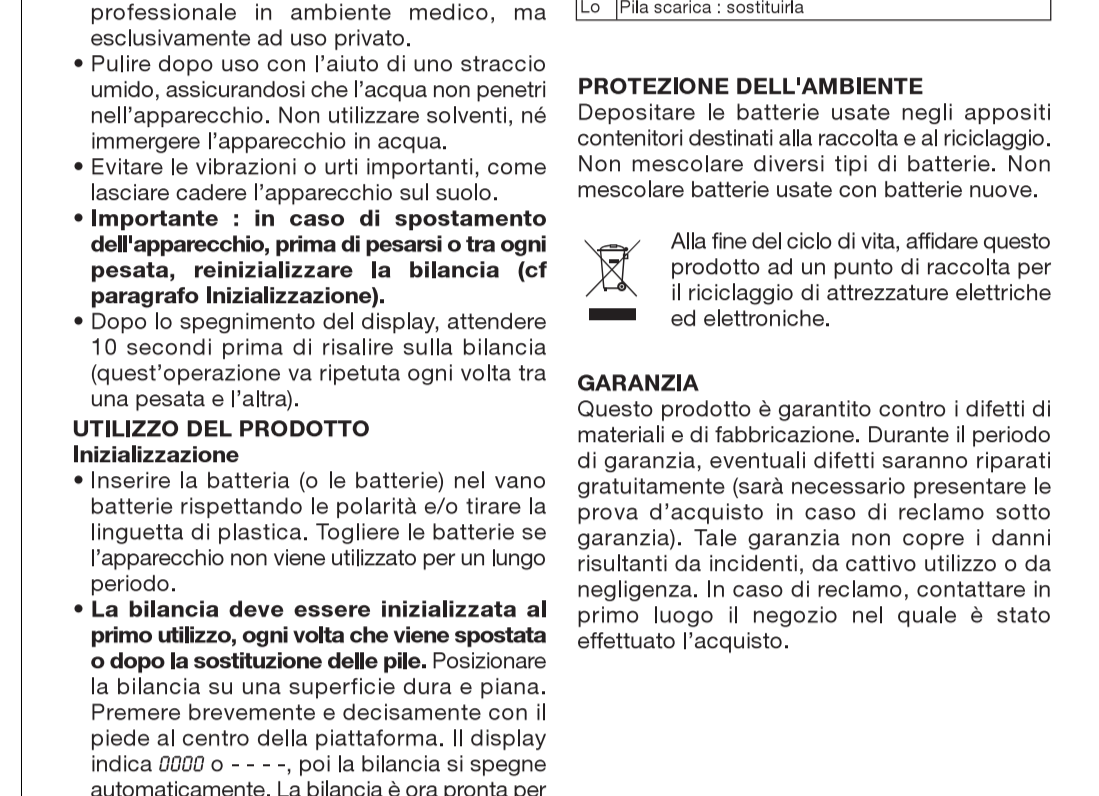 professionale in ambiente medico, ma
esclusivamente ad uso privato.
• Pulire dopo uso con l'aiuto di uno straccio
umido, assicurandosi che l'acqua non penetri
nell'apparecchio. Non utilizzare solventi, né
immergere l'apparecchio in acqua.
• Evitare le vibrazioni o urti importanti, come
lasciare cadere l'apparecchio sul suolo.
• Importante : in caso di spostamento
dell'apparecchio, prima di pesarsi o tra ogni
pesata, reinizializzare la bilancia (cf
paragrafo Inizializzazione).
• Dopo lo spegnimento del display, attendere
10 secondi prima di risalire sulla bilancia
(quest'operazione va ripetuta ogni volta tra
una pesata e l'altra).
UTILIZZO DEL PRODOTTO
Inizializzazione
• Inserire la batteria (o le batterie) nel vano
batterie rispettando le polarità e/o tirare la
linguetta di plastica. Togliere le batterie se
l'apparecchio non viene utilizzato per un lungo
periodo.
• La bilancia deve essere inizializzata al
primo utilizzo, ogni volta che viene spostata
o dopo la sostituzione delle pile. Posizionare
la bilancia su una superficie dura e piana.
Premere brevemente e decisamente con il
piede al centro della piattaforma. Il display
indica 0000 o - - - -, poi la bilancia si spegne
automaticamente. La bilancia è ora pronta per
Lo Pila scarica : sostituirla
PROTEZIONE DELL'AMBIENTE
Depositare le batterie usate negli appositi
contenitori destinati alla raccolta e al riciclaggio.
Non mescolare diversi tipi di batterie. Non
mescolare batterie usate con batterie nuove.
Alla fine del ciclo di vita, affidare questo
prodotto ad un punto di raccolta per
il riciclaggio di attrezzature elettriche
ed elettroniche.
GARANZIA
Questo prodotto è garantito contro i difetti di
materiali e di fabbricazione. Durante il periodo
di garanzia, eventuali difetti saranno riparati
gratuitamente (sarà necessario presentare le
prova d'acquisto in caso di reclamo sotto
garanzia). Tale garanzia non copre i danni
risultanti da incidenti, da cattivo utilizzo o da
negligenza. In caso di reclamo, contattare in
primo luogo il negozio nel quale è stato
effettuato l'acquisto.